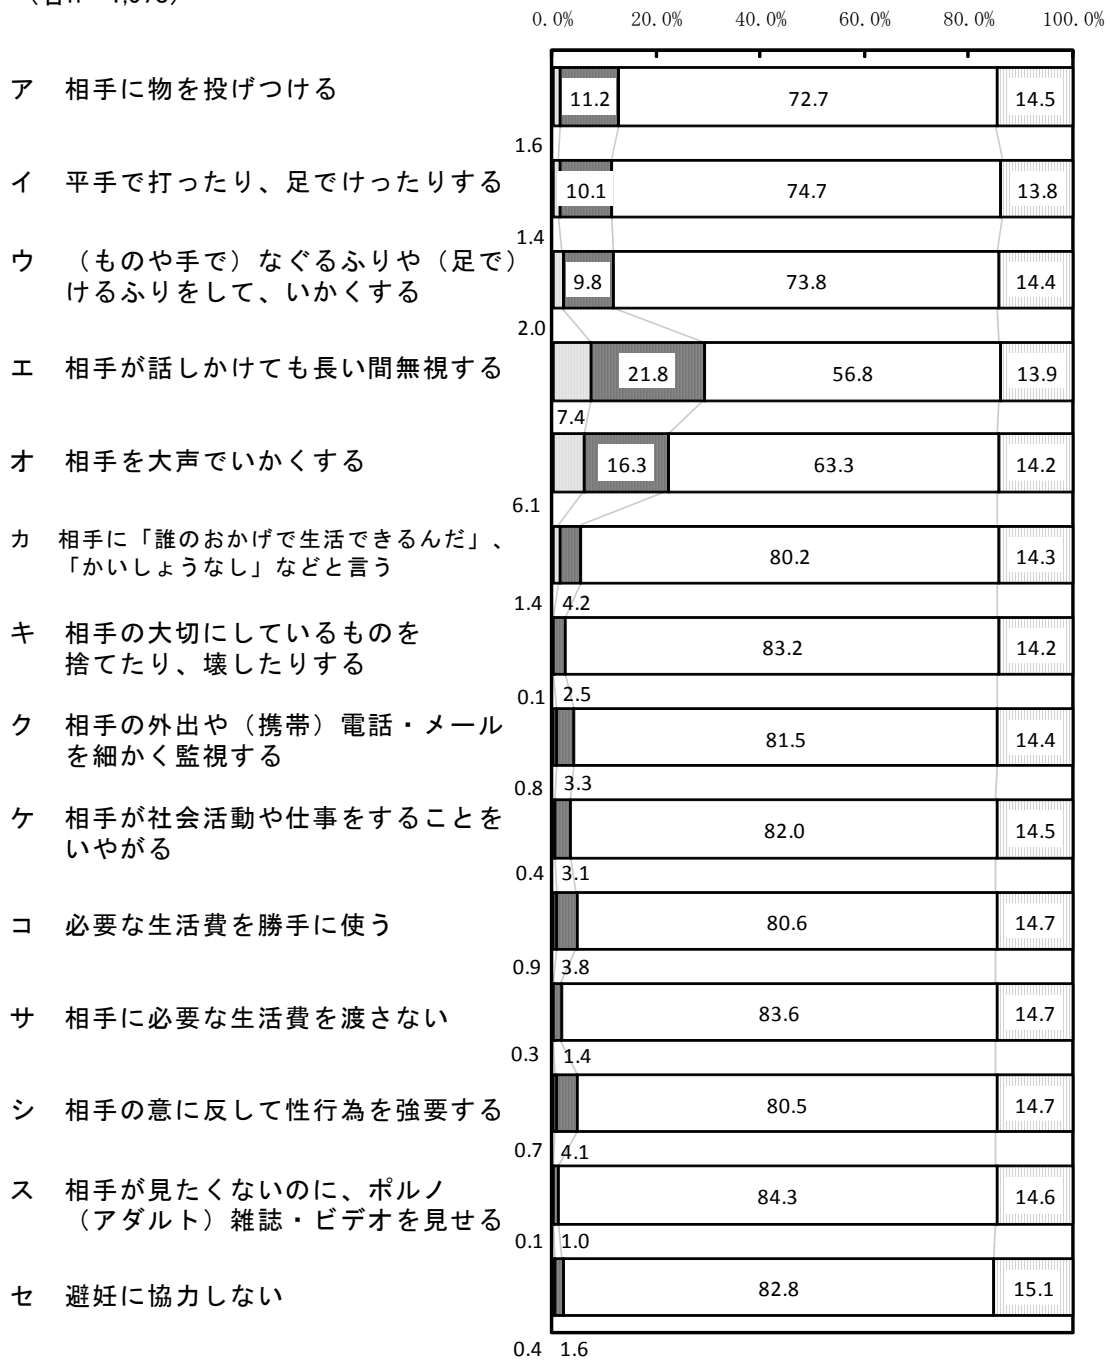 0.0% 20.0% 40.0% 60.0% 80.0% 100.0%
ア 相手に物を投げつける 11.2 72.7 14.5
1.6
イ 平手で打ったり、足でけったりする 10.1 74.7 13.8
1.4
ウ （ものや手で）なぐるふりや（足で）
けるふりをして、いかくする 9.8 73.8 14.4
2.0
エ 相手が話しかけても長い間無視する 21.8 56.8 13.9
7.4
オ 相手を大声でいかくする 16.3 63.3 14.2
6.1
カ 相手に「誰のおかげで生活できるんだ」、
「かいしょうなし」などと言う 80.2 14.3
1.4 4.2
キ 相手の大切にしているものを
捨てたり、壊したりする 83.2 14.2
0.1 2.5
ク 相手の外出や（携帯）電話・メール
を細かく監視する 81.5 14.4
0.8 3.3
ケ 相手が社会活動や仕事をすることを
いやがる 82.0 14.5
0.4 3.1
コ 必要な生活費を勝手に使う 80.6 14.7
0.9 3.8
サ 相手に必要な生活費を渡さない 83.6 14.7
0.3 1.4
シ 相手の意に反して性行為を強要する 80.5 14.7
0.7 4.1
ス 相手が見たくないのに、ポルノ
（アダルト）雑誌・ビデオを見せる 84.3 14.6
0.1 1.0
セ 避妊に協力しない 82.8 15.1
0.4 1.6